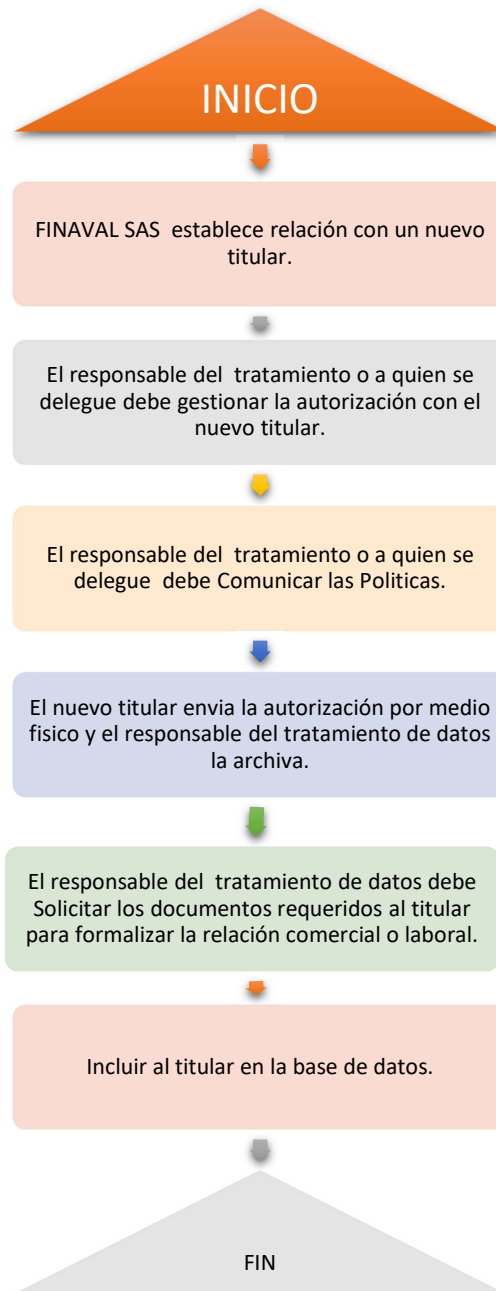 INICIO
FINAVAL SAS  establece relación con un nuevo
titular.
El responsable del  tratamiento o a quien se
delegue debe gestionar la autorización con el
nuevo titular.
El responsable del  tratamiento o a quien se
delegue  debe Comunicar las Politicas.
El nuevo titular envia la autorización por medio
fisico y el responsable del tratamiento de datos
la archiva.
El responsable del  tratamiento de datos debe
Solicitar los documentos requeridos al titular
para formalizar la relación comercial o laboral.
Incluir al titular en la base de datos.
FIN